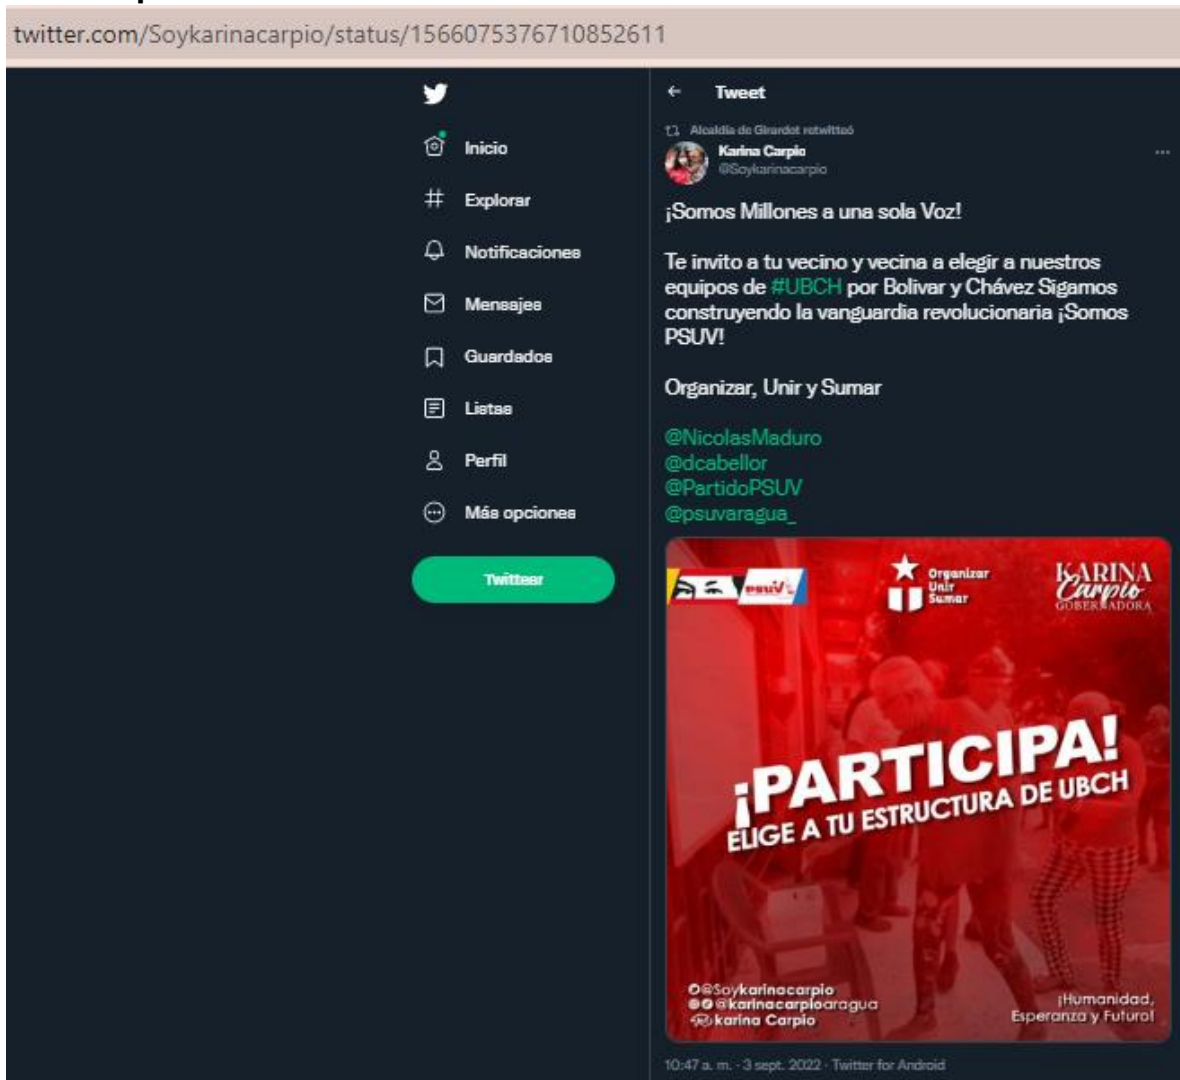 twitter.com/Soykarinacarpio/status/1566075376710852611
Inicio
Explorar
Notificaciones
Mensajes
Guardados
Listas
Perfil
Más opciones
Twittear
Tweet
Alcaldía de Girardot retwitteó
Karina Carpio
@Soykarinacarpio
¡Somos Millones a una sola Voz!
Te invito a tu vecino y vecina a elegir a nuestros
equipos de #UBCH por Bolivar y Chávez Sigamos
construyendo la vanguardia revolucionaria ¡Somos
PSUV!
Organizar, Unir y Sumar
@NicolasMaduro
@dcabellor
@PartidoPSUV
@psuvaragua_
PSUV
Organizar
Unir
Sumar
KARINA
Carpio
GOBERNADORA
¡PARTICIPA!
ELIGE A TU ESTRUCTURA DE UBCH
@Soykarinacarpio
@karinacarpioaragua
karina Carpio
¡Humanidad,
Esperanza y Futuro!
10:47 a. m. · 3 sept. 2022 · Twitter for Android